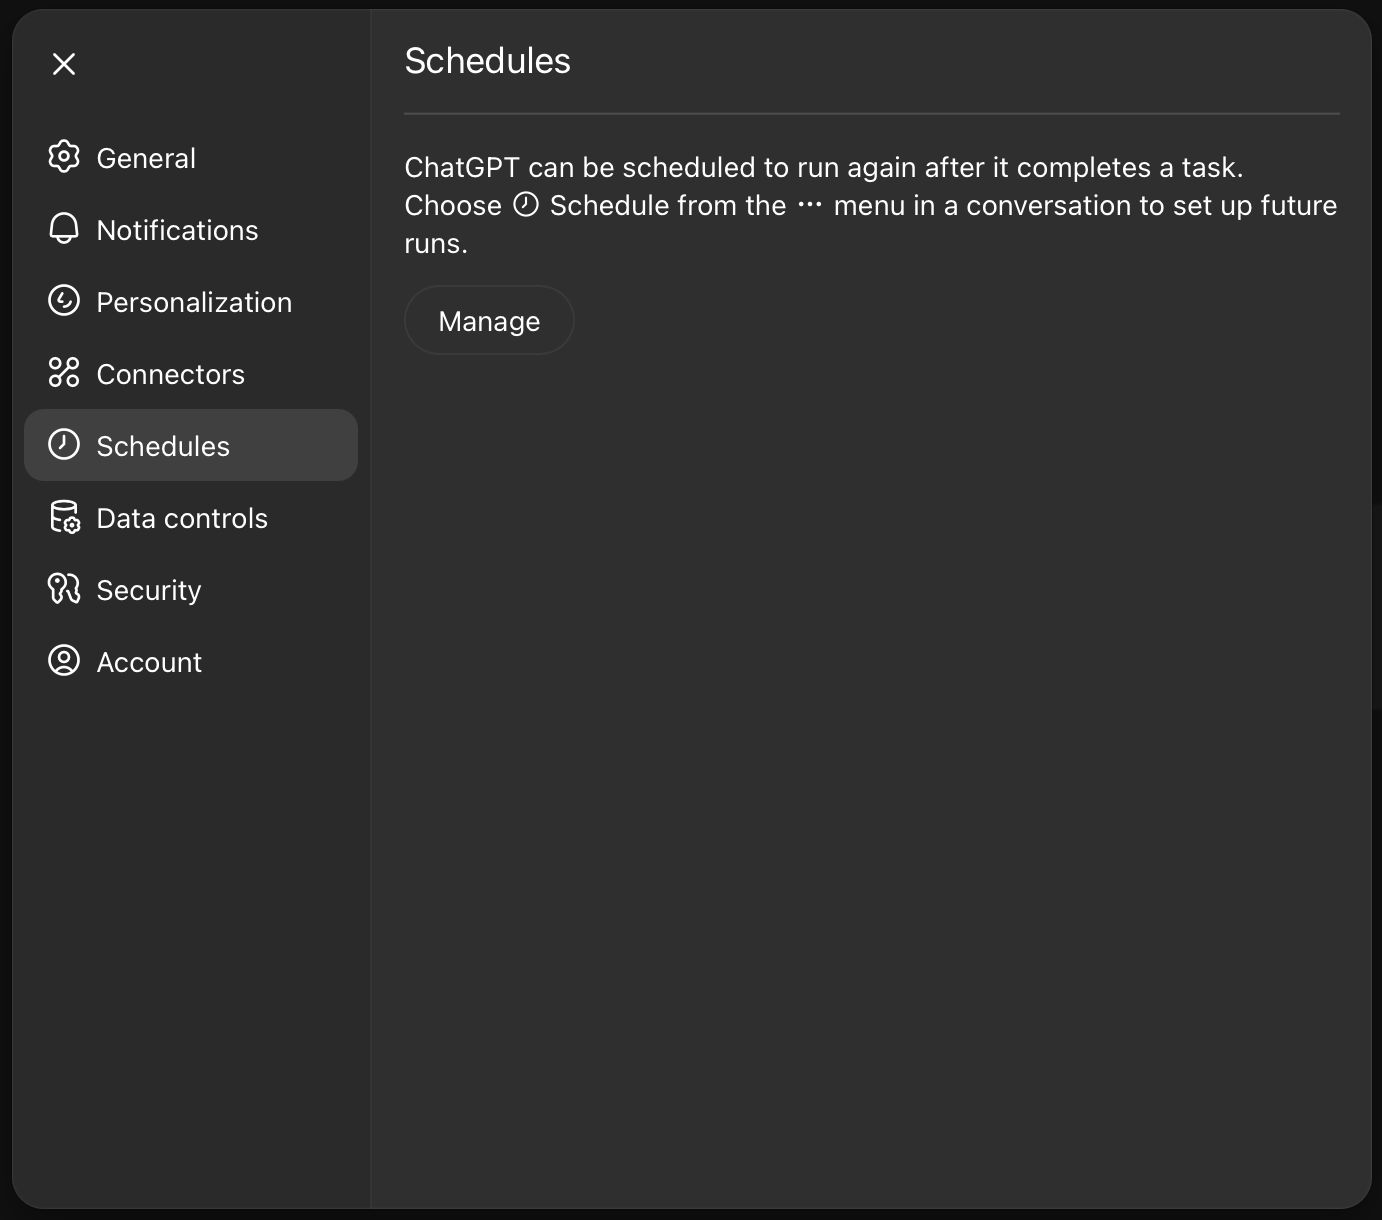 General
Notifications
Personalization
Connectors
Schedules
Data controls
Security
Account
Schedules
ChatGPT can be scheduled to run again after it completes a task.
Choose Schedule from the ··· menu in a conversation to set up future
runs.
Manage